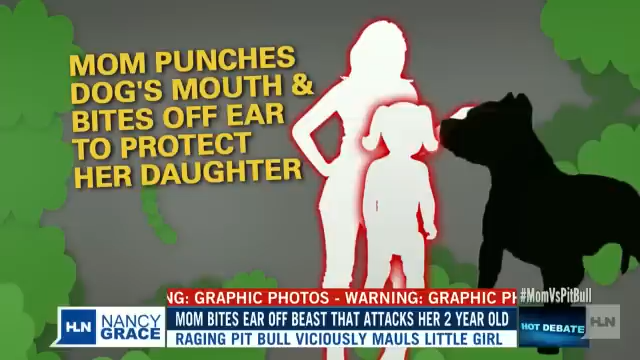 MOM PUNCHES
DOG'S MOUTH &
BITES OFF EAR
TO PROTECT
HER DAUGHTER
NG: GRAPHIC PHOTOS - WARNING: GRAPHIC PH
#MomVsPitBull
HLN
NANCY
GRACE
MOM BITES EAR OFF BEAST THAT ATTACKS HER 2 YEAR OLD
RAGING PIT BULL VICIOUSLY MAULS LITTLE GIRL
HOT DEBATE
HLN